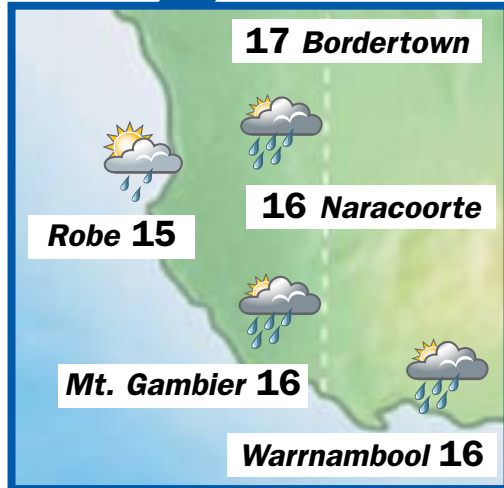 17 Bordertown
16 Naracoorte
Robe 15
Mt. Gambier 16
Warrnambool 16